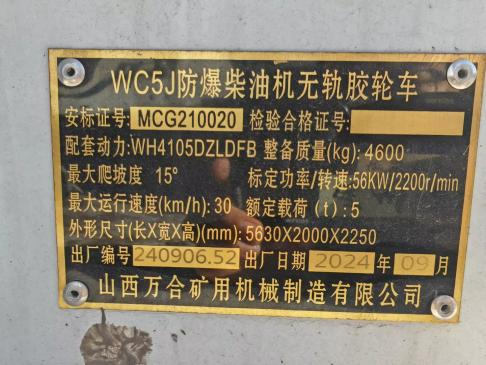 WC5J防爆柴油机无轨胶轮车
安标证号: MCG210020 检验合格证号:
配套动力:WH4105DZLDFB 整备质量(kg): 4600
最大爬坡度 15° 标定功率/转速:56KW/2200r/min
最大运行速度(km/h): 30 额定载荷(t): 5
外形尺寸(长X宽X高)(mm): 5630X2000X2250
出厂编号 240906.52 出厂日期 2024 年 09 月
山西万合矿用机械制造有限公司